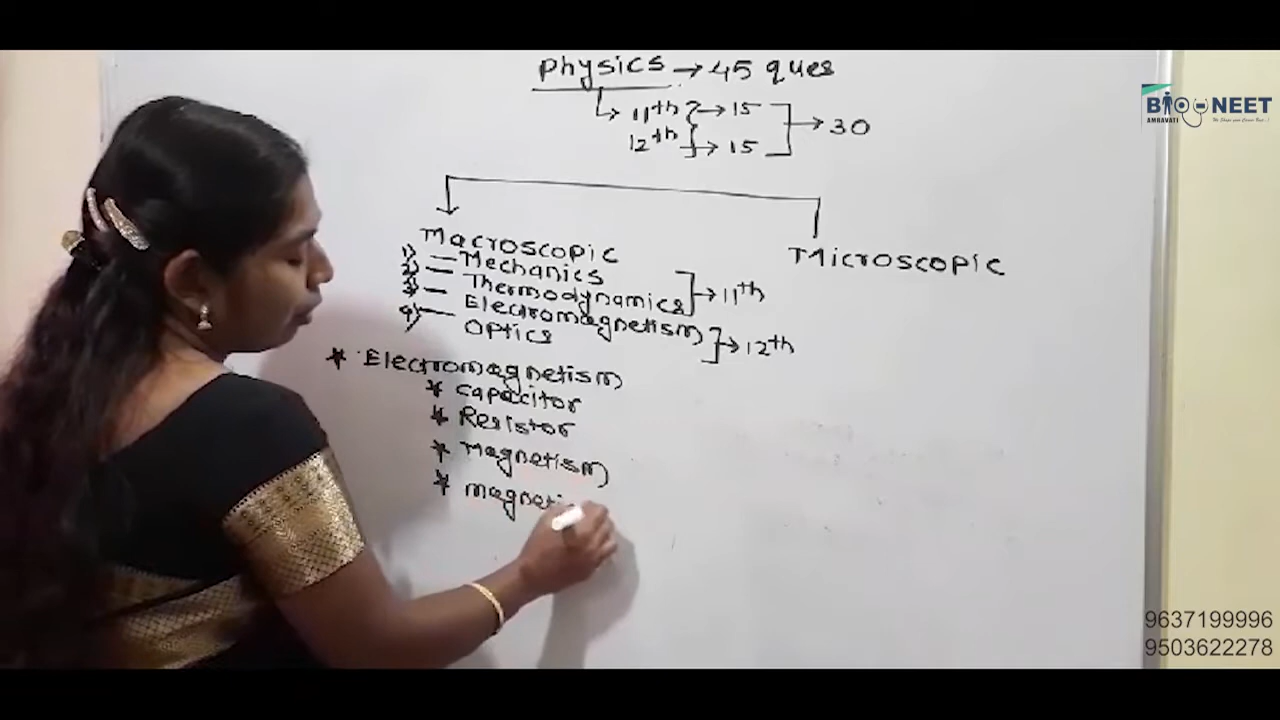 Physics → 45 ques
↳ 11th → 15
12th → 15
→ 30
Macroscopic
Microscopic
1) — Mechanics
2) — Thermodynamics
3) — Electromagnetism
4) — Optics
→ 11th
→ 12th
* Electromagnetism
* Capacitor
* Resistor
* Magnetism
* magneti
BIO NEET
AMRAVATI
9637199996
9503622278